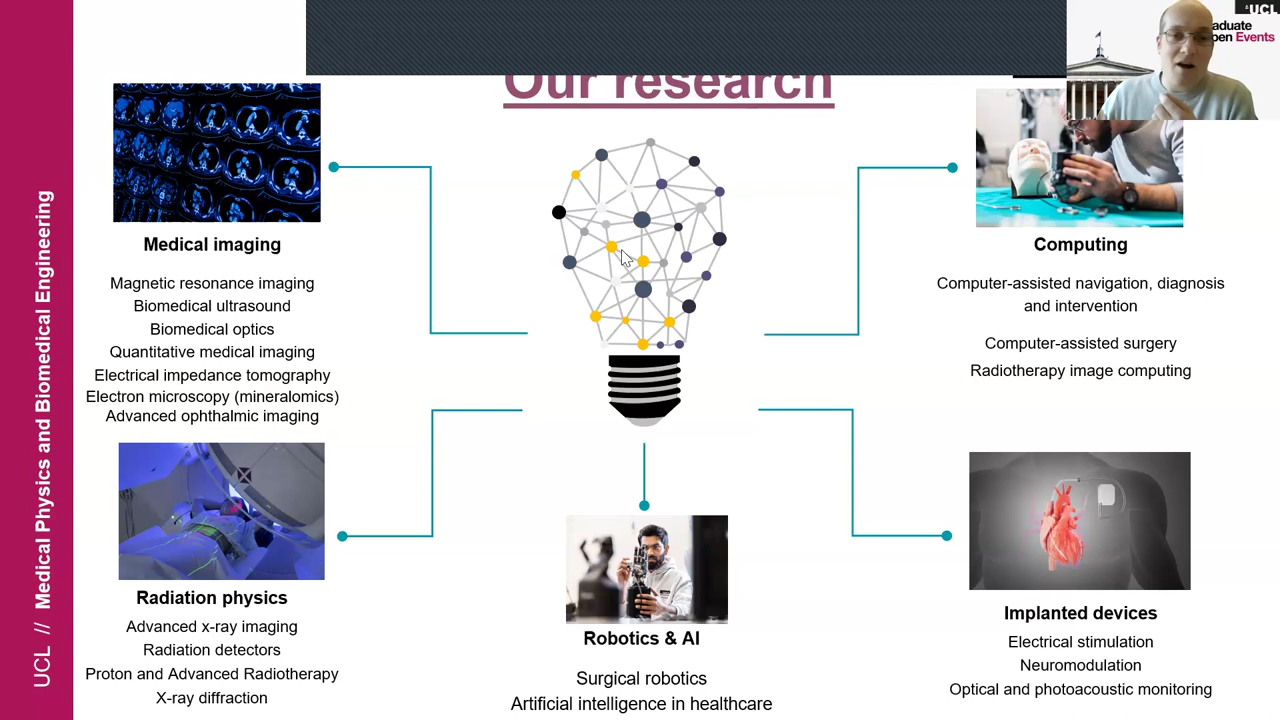 UCL // Medical Physics and Biomedical Engineering
Our research
UCL
aduate
pen Events
Medical imaging
Magnetic resonance imaging
Biomedical ultrasound
Biomedical optics
Quantitative medical imaging
Electrical impedance tomography
Electron microscopy (mineralomics)
Advanced ophthalmic imaging
Computing
Computer-assisted navigation, diagnosis
and intervention
Computer-assisted surgery
Radiotherapy image computing
Radiation physics
Advanced x-ray imaging
Radiation detectors
Proton and Advanced Radiotherapy
X-ray diffraction
Robotics & AI
Surgical robotics
Artificial intelligence in healthcare
Implanted devices
Electrical stimulation
Neuromodulation
Optical and photoacoustic monitoring